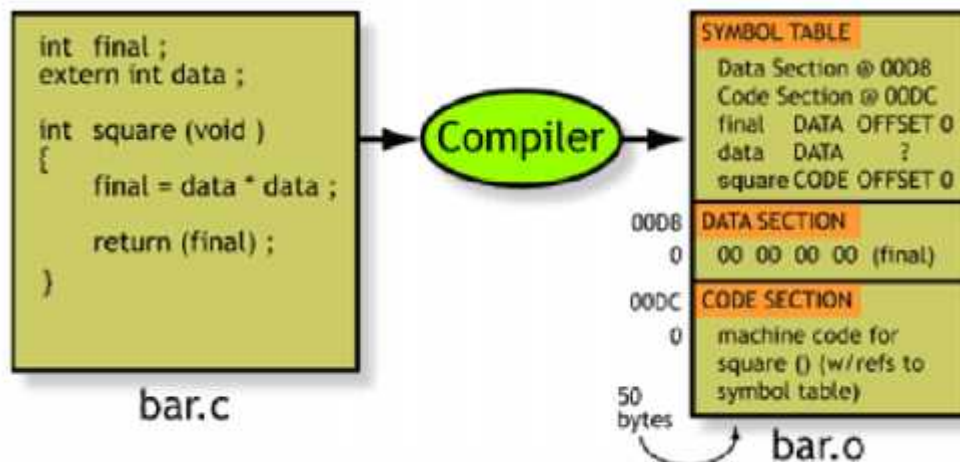 int final ;
extern int data ;
int square (void )
{
final = data * data ;
return (final) ;
}
bar.c
Compiler
SYMBOL TABLE
Data Section @ 00D8
Code Section @ 00DC
final DATA OFFSET 0
data DATA ?
square CODE OFFSET 0
00D8 DATA SECTION
0 00 00 00 00 (final)
00DC CODE SECTION
0 machine code for
square () (w/refs to
symbol table)
50
bytes
bar.o